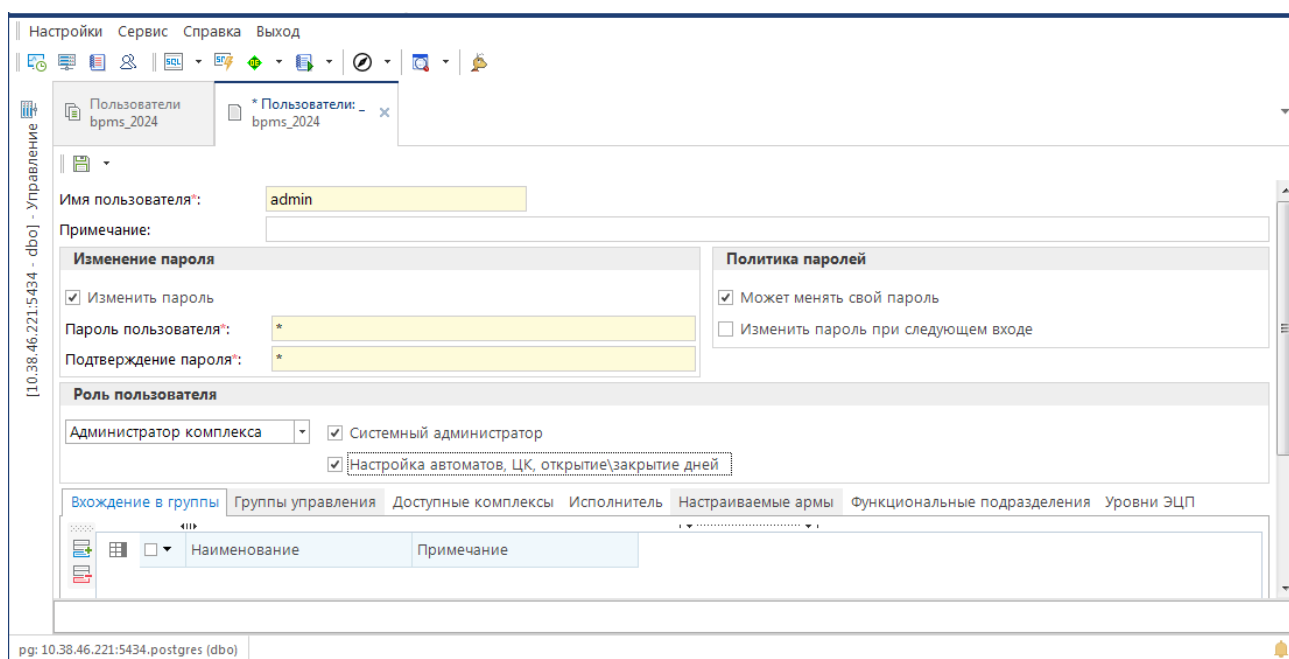 Настройки Сервис Справка Выход
SQL
Пользователи
bpms_2024
* Пользователи: _
bpms_2024
[10.38.46.221:5434 - dbo] - Управление
Имя пользователя*: admin
Примечание:
Изменение пароля
Политика паролей
Изменить пароль
Может менять свой пароль
Пароль пользователя*: *
Изменить пароль при следующем входе
Подтверждение пароля*: *
Роль пользователя
Администратор комплекса
Системный администратор
Настройка автоматов, ЦК, открытие\закрытие дней
Вхождение в группы Группы управления Доступные комплексы Исполнитель Настраиваемые армы Функциональные подразделения Уровни ЭЦП
Наименование Примечание
pg: 10.38.46.221:5434.postgres (dbo)